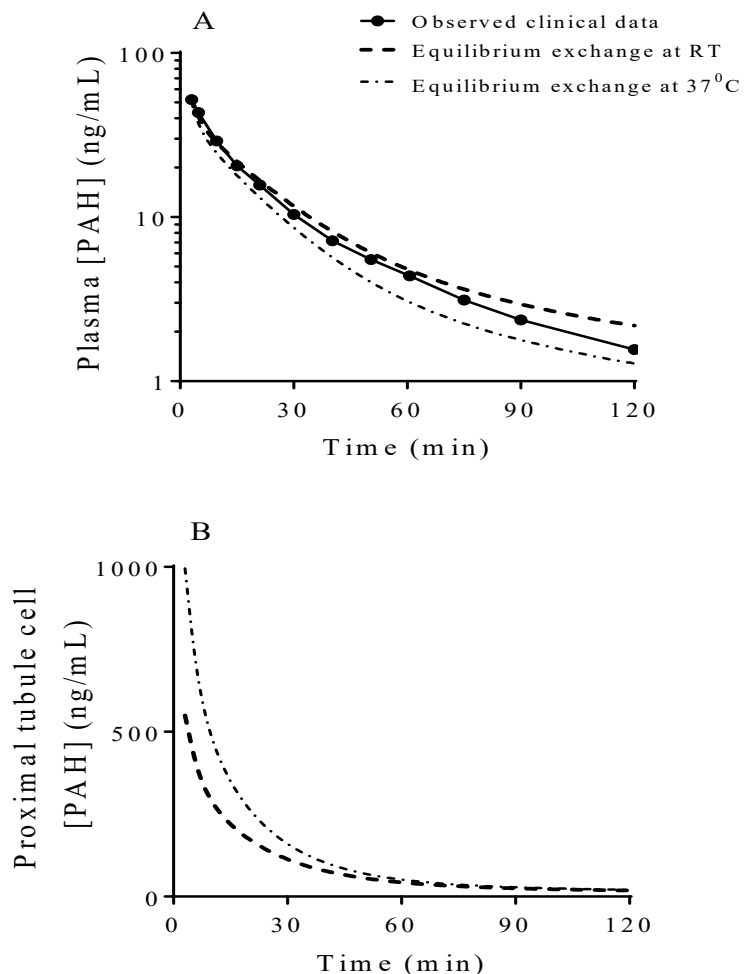 A
Observed clinical data
Equilibrium exchange at RT
Equilibrium exchange at 37⁰C
Plasma [PAH] (ng/mL)
100
10
1
0 30 60 90 120
Time (min)
B
Proximal tubule cell
[PAH] (ng/mL)
1000
500
0
0 30 60 90 120
Time (min)